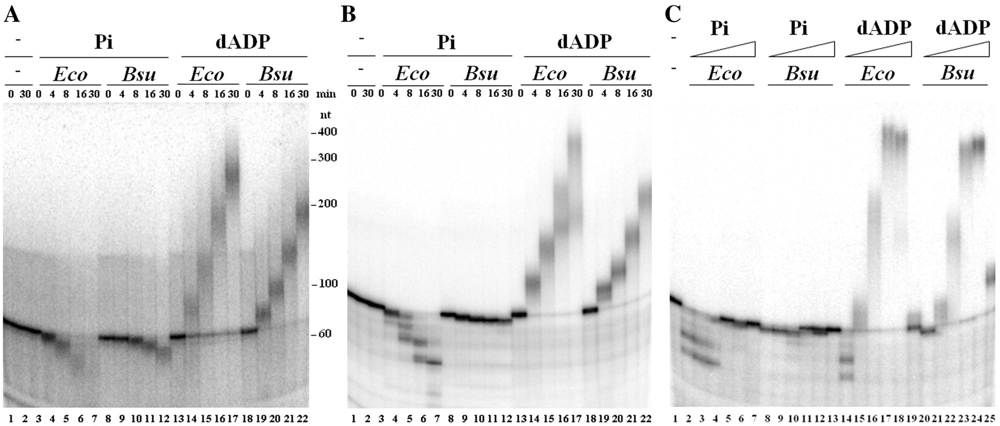 A B C
- Pi dADP
- Eco Bsu Eco Bsu
0 30 0 4 8 16 30 0 4 8 16 30 0 4 8 16 30 0 4 8 16 30 min
nt
-400
-300
-200
-100
-60
1 2 3 4 5 6 7 8 9 10 11 12 13 14 15 16 17 18 19 20 21 22
- Pi dADP
- Eco Bsu Eco Bsu
0 30 0 4 8 16 30 0 4 8 16 30 0 4 8 16 30 0 4 8 16 30
1 2 3 4 5 6 7 8 9 10 11 12 13 14 15 16 17 18 19 20 21 22
- Pi Pi dADP dADP
- Eco Bsu Eco Bsu
1 2 3 4 5 6 7 8 9 10 11 12 13 14 15 16 17 18 19 20 21 22 23 24 25